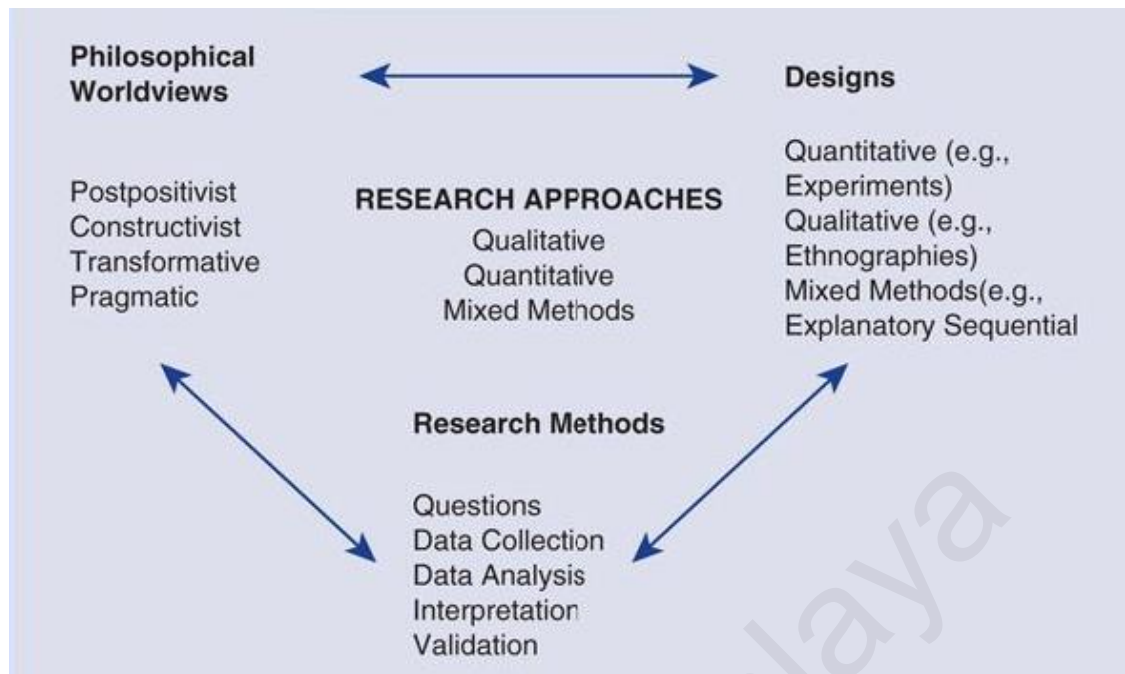 Philosophical
Worldviews
Postpositivist
Constructivist
Transformative
Pragmatic
RESEARCH APPROACHES
Qualitative
Quantitative
Mixed Methods
Designs
Quantitative (e.g.,
Experiments)
Qualitative (e.g.,
Ethnographies)
Mixed Methods(e.g.,
Explanatory Sequential
Research Methods
Questions
Data Collection
Data Analysis
Interpretation
Validation
laya